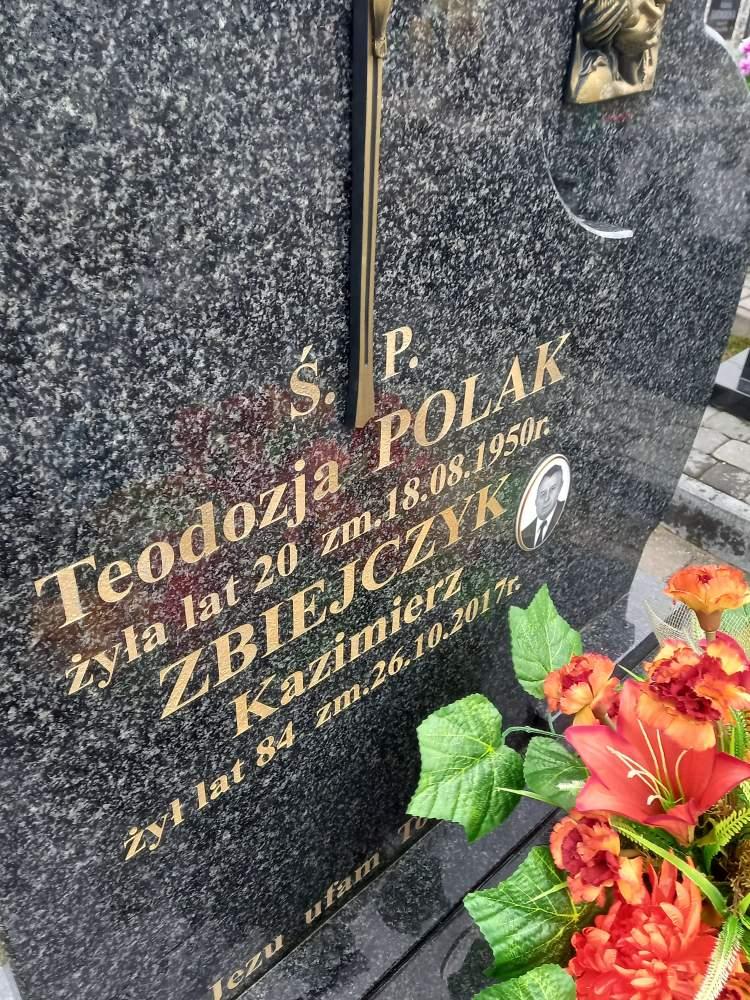 Ś. P.
Teodozja POLAK
żyła lat 20 zm.18.08.1950r.
ZBIEJCZYK
Kazimierz
żył lat 84 zm.26.10.2017r.
Jezu ufam